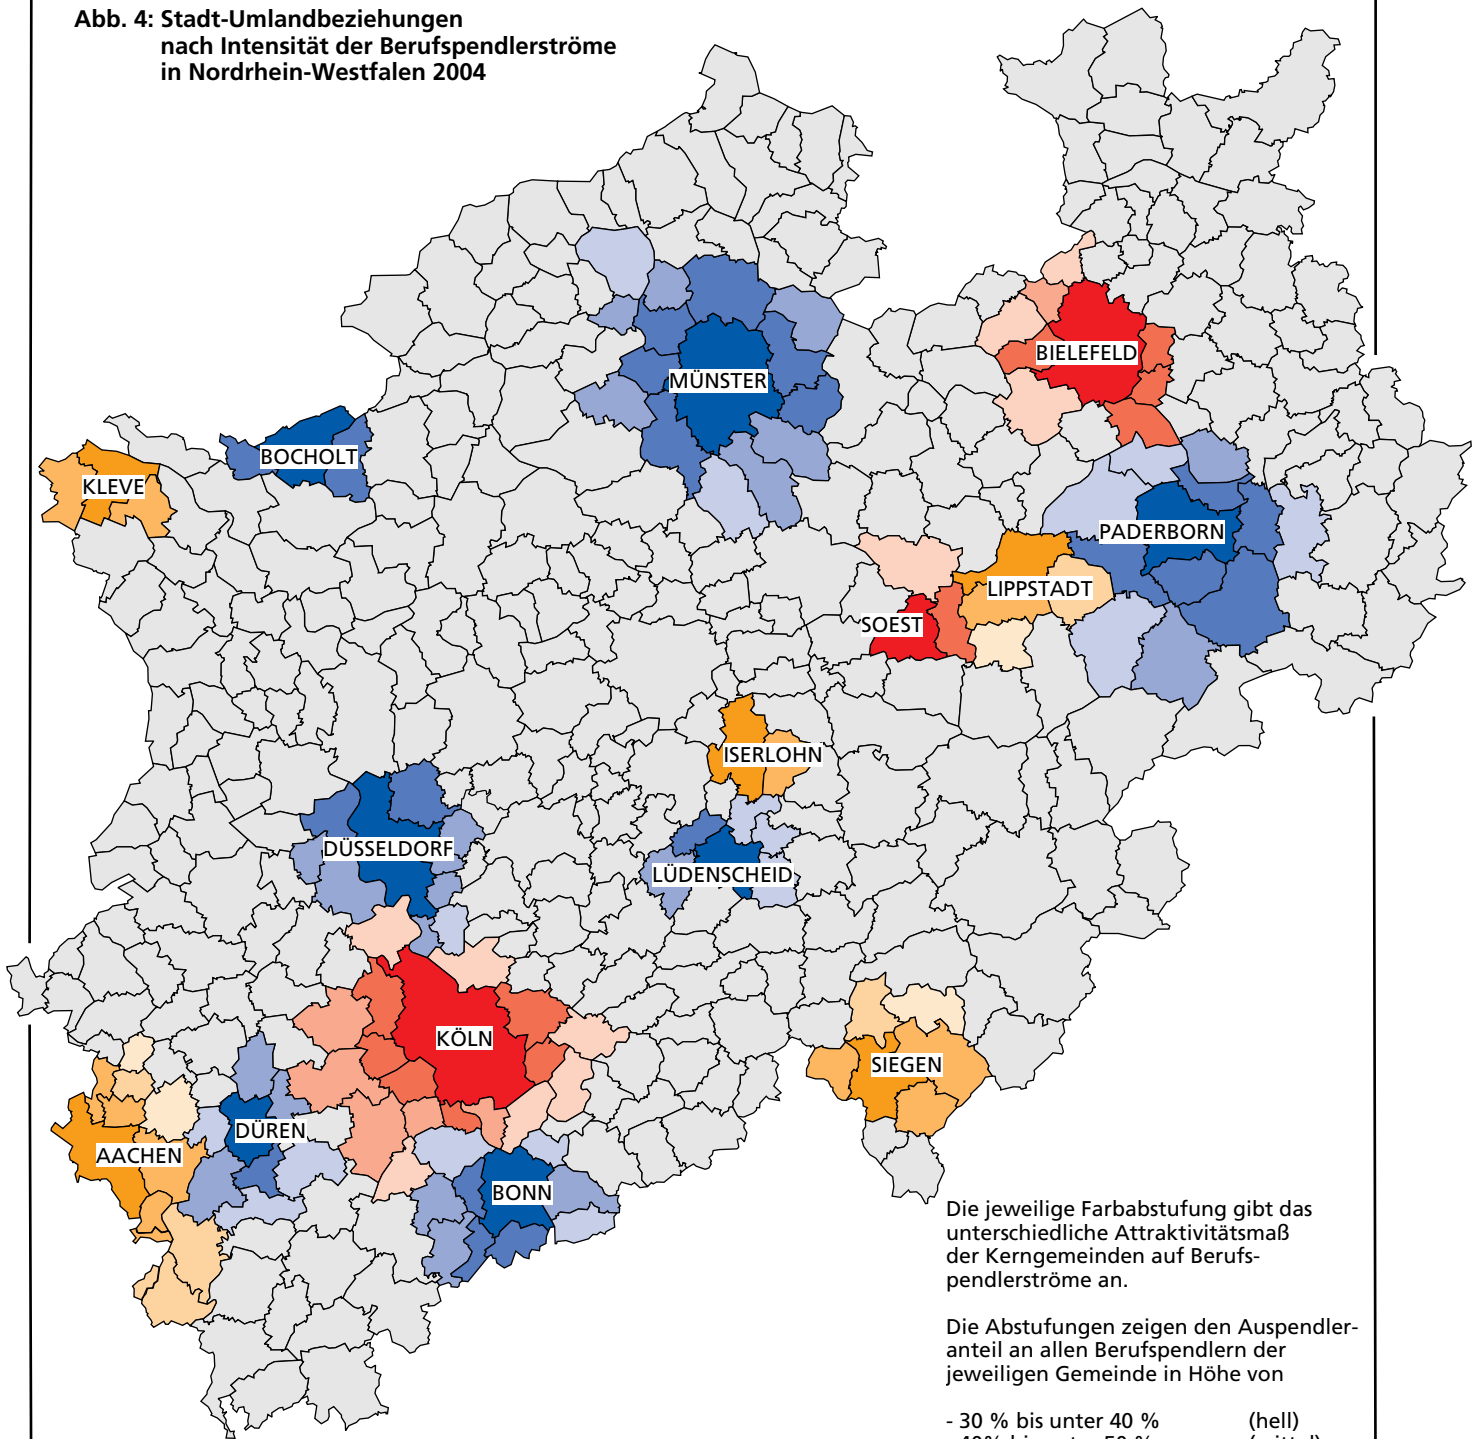 Abb. 4: Stadt-Umlandbeziehungen
nach Intensität der Berufspendlerströme
in Nordrhein-Westfalen 2004
BIELEFELD
MÜNSTER
BOCHOLT
KLEVE
PADERBORN
LIPPSTADT
SOEST
ISERLOHN
DÜSSELDORF
LÜDENSCHEID
KÖLN
SIEGEN
DÜREN
AACHEN
BONN
Die jeweilige Farbabstufung gibt das
unterschiedliche Attraktivitätsmaß
der Kerngemeinden auf Berufs-
pendlerströme an.
Die Abstufungen zeigen den Auspendler-
anteil an allen Berufspendlern der
jeweiligen Gemeinde in Höhe von
- 30 % bis unter 40 % (hell)